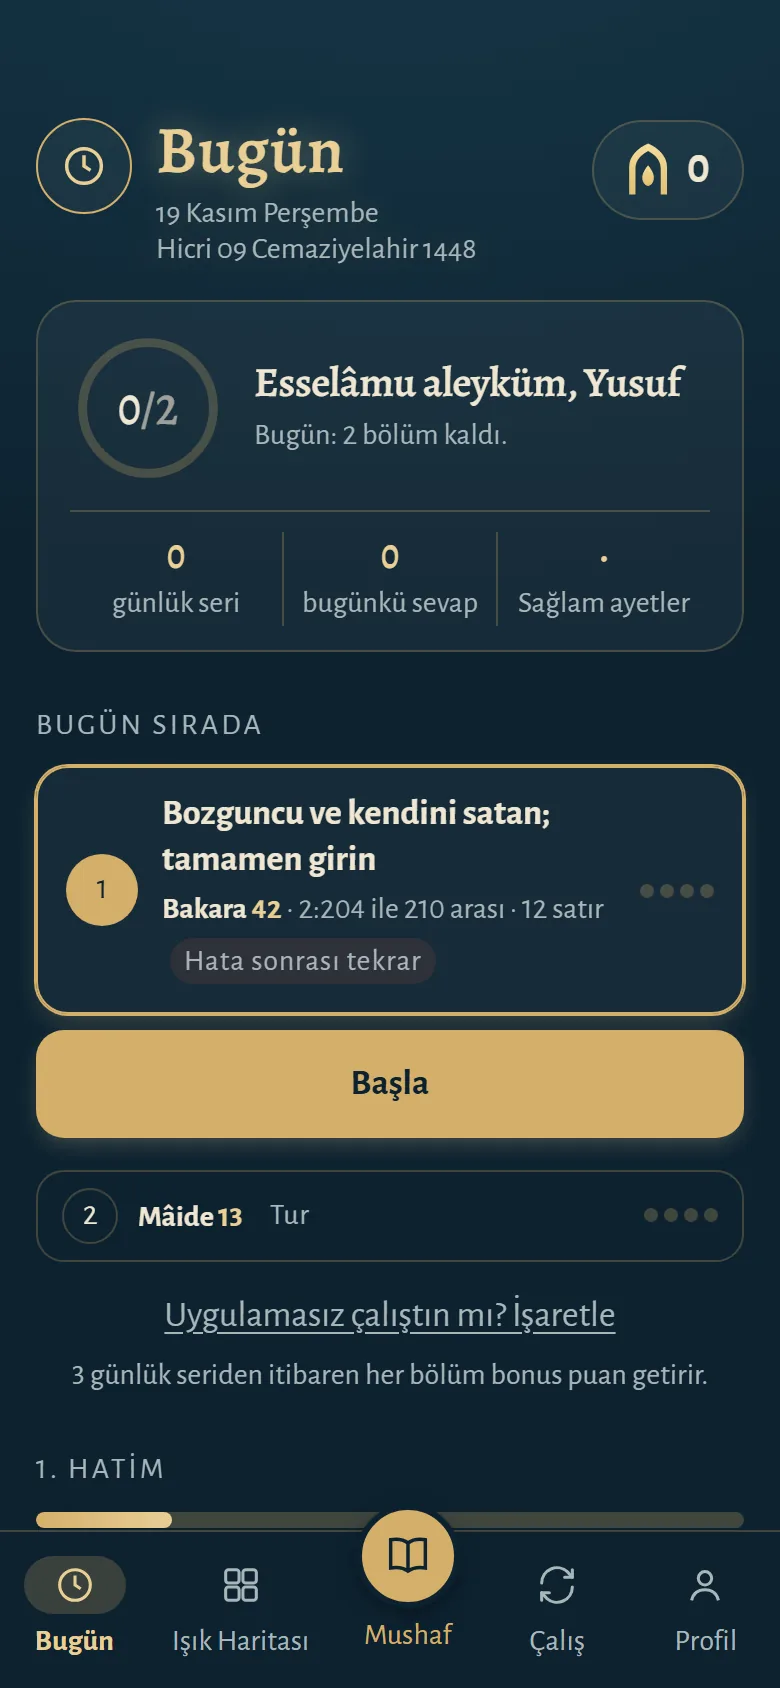 Bugün
19 Kasım Perşembe
Hicri 09 Cemaziyelahir 1448
0
0/2
Esselâmu aleyküm, Yusuf
Bugün: 2 bölüm kaldı.
0
günlük seri
0
bugünkü sevap
·
Sağlam ayetler
BUGÜN SIRADA
1
Bozguncu ve kendini satan;
tamamen girin
Bakara 42 · 2:204 ile 210 arası · 12 satır
Hata sonrası tekrar
Başla
2 Mâide 13 Tur
Uygulamasız çalıştın mı? İşaretle
3 günlük seriden itibaren her bölüm bonus puan getirir.
1. HATİM
Bugün
Işık Haritası
Mushaf
Çalış
Profil